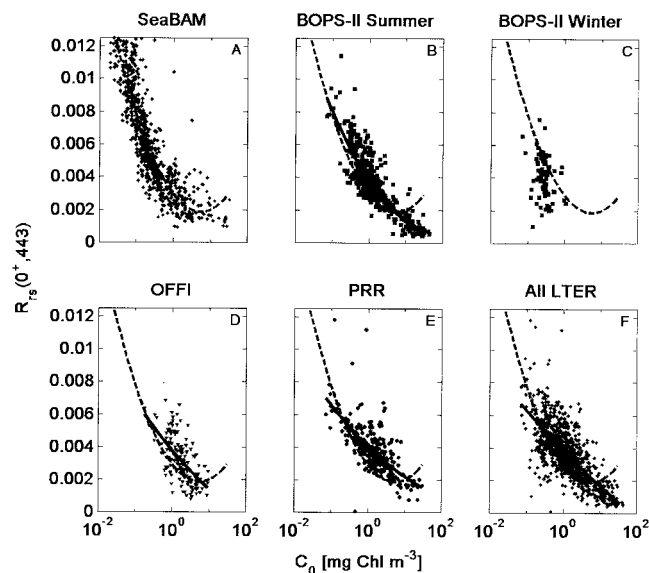 SeaBAM
BOPS-II Summer
BOPS-II Winter
A
B
C
0.012
0.01
0.008
0.006
0.004
0.002
0
R_rs(0⁺,443)
OFFI
PRR
All LTER
D
E
F
0.012
0.01
0.008
0.006
0.004
0.002
0
10⁻² 10⁰ 10² 10⁻² 10⁰ 10² 10⁻² 10⁰ 10²
C₀ [mg Chl m⁻³]